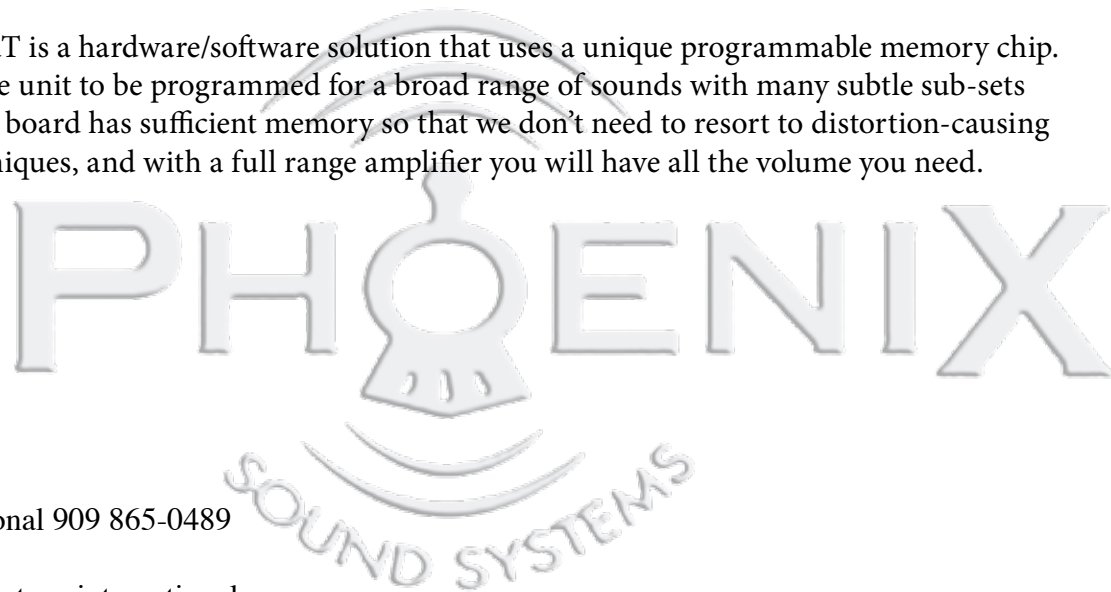 T is a hardware/software solution that uses a unique programmable memory chip.
e unit to be programmed for a broad range of sounds with many subtle sub-sets
board has sufficient memory so that we don't need to resort to distortion-causing
niques, and with a full range amplifier you will have all the volume you need.
PHOENIX
SOUND SYSTEMS
onal 909 865-0489